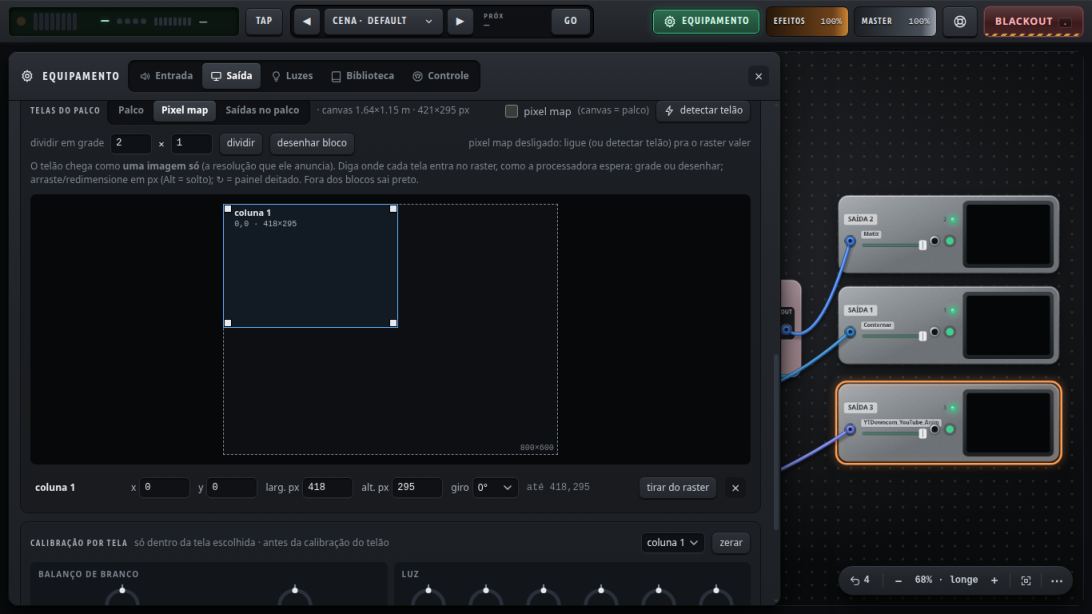 TAP
CENA · DEFAULT
PRÓX
—
GO
EQUIPAMENTO
EFEITOS 100%
MASTER 100%
BLACKOUT .
EQUIPAMENTO
Entrada
Saída
Luzes
Biblioteca
Controle
TELAS DO PALCO
Palco
Pixel map
Saídas no palco
· canvas 1.64×1.15 m · 421×295 px
pixel map (canvas = palco)
detectar telão
dividir em grade 2 × 1 dividir desenhar bloco
pixel map desligado: ligue (ou detectar telão) pra o raster valer
O telão chega como uma imagem só (a resolução que ele anuncia). Diga onde cada tela entra no raster, como a processadora espera: grade ou desenhar;
arraste/redimensione em px (Alt = solto); ↻ = painel deitado. Fora dos blocos sai preto.
coluna 1
0,0 · 418×295
800×600
coluna 1 x 0 y 0 larg. px 418 alt. px 295 giro 0° até 418,295 tirar do raster ×
CALIBRAÇÃO POR TELA só dentro da tela escolhida · antes da calibração do telão
coluna 1
zerar
BALANÇO DE BRANCO
LUZ
OUT
SAÍDA 2
2
Matiz
SAÍDA 1
Contornar
SAÍDA 3
3
4
− 68% · longe +